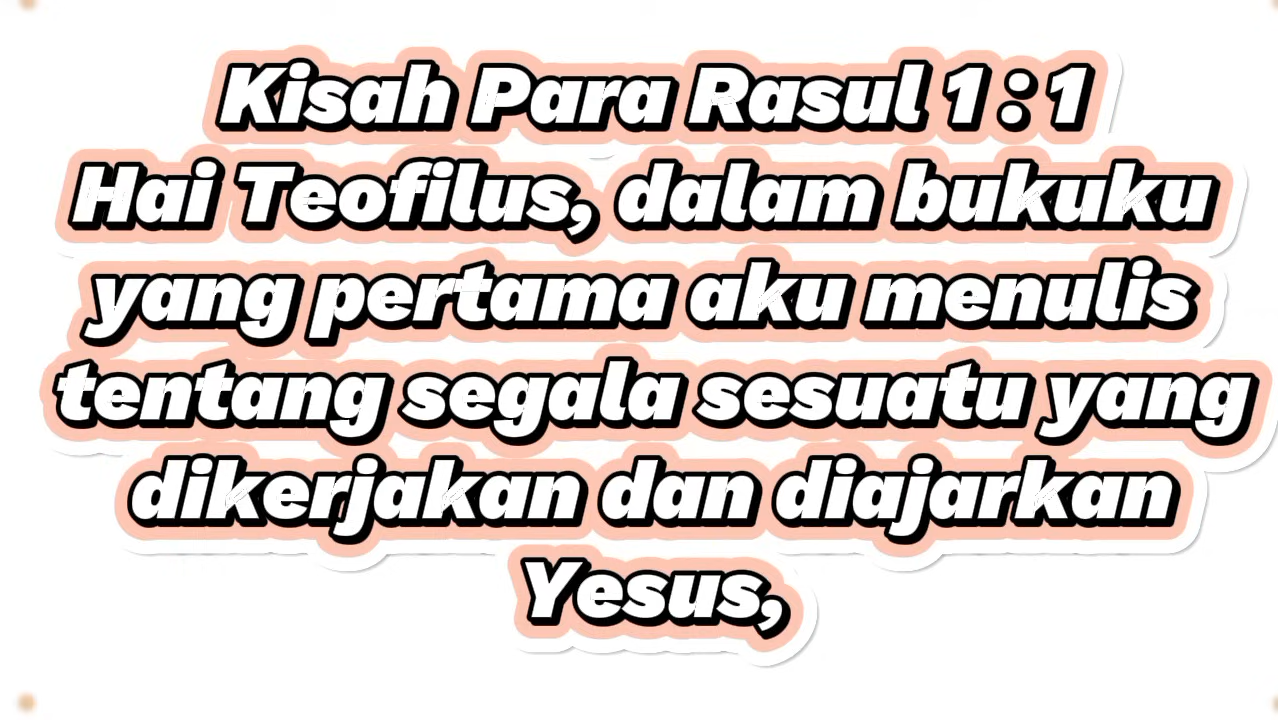 Kisah Para Rasul 1 : 1
Hai Teofilus, dalam bukuku
yang pertama aku menulis
tentang segala sesuatu yang
dikerjakan dan diajarkan
Yesus,